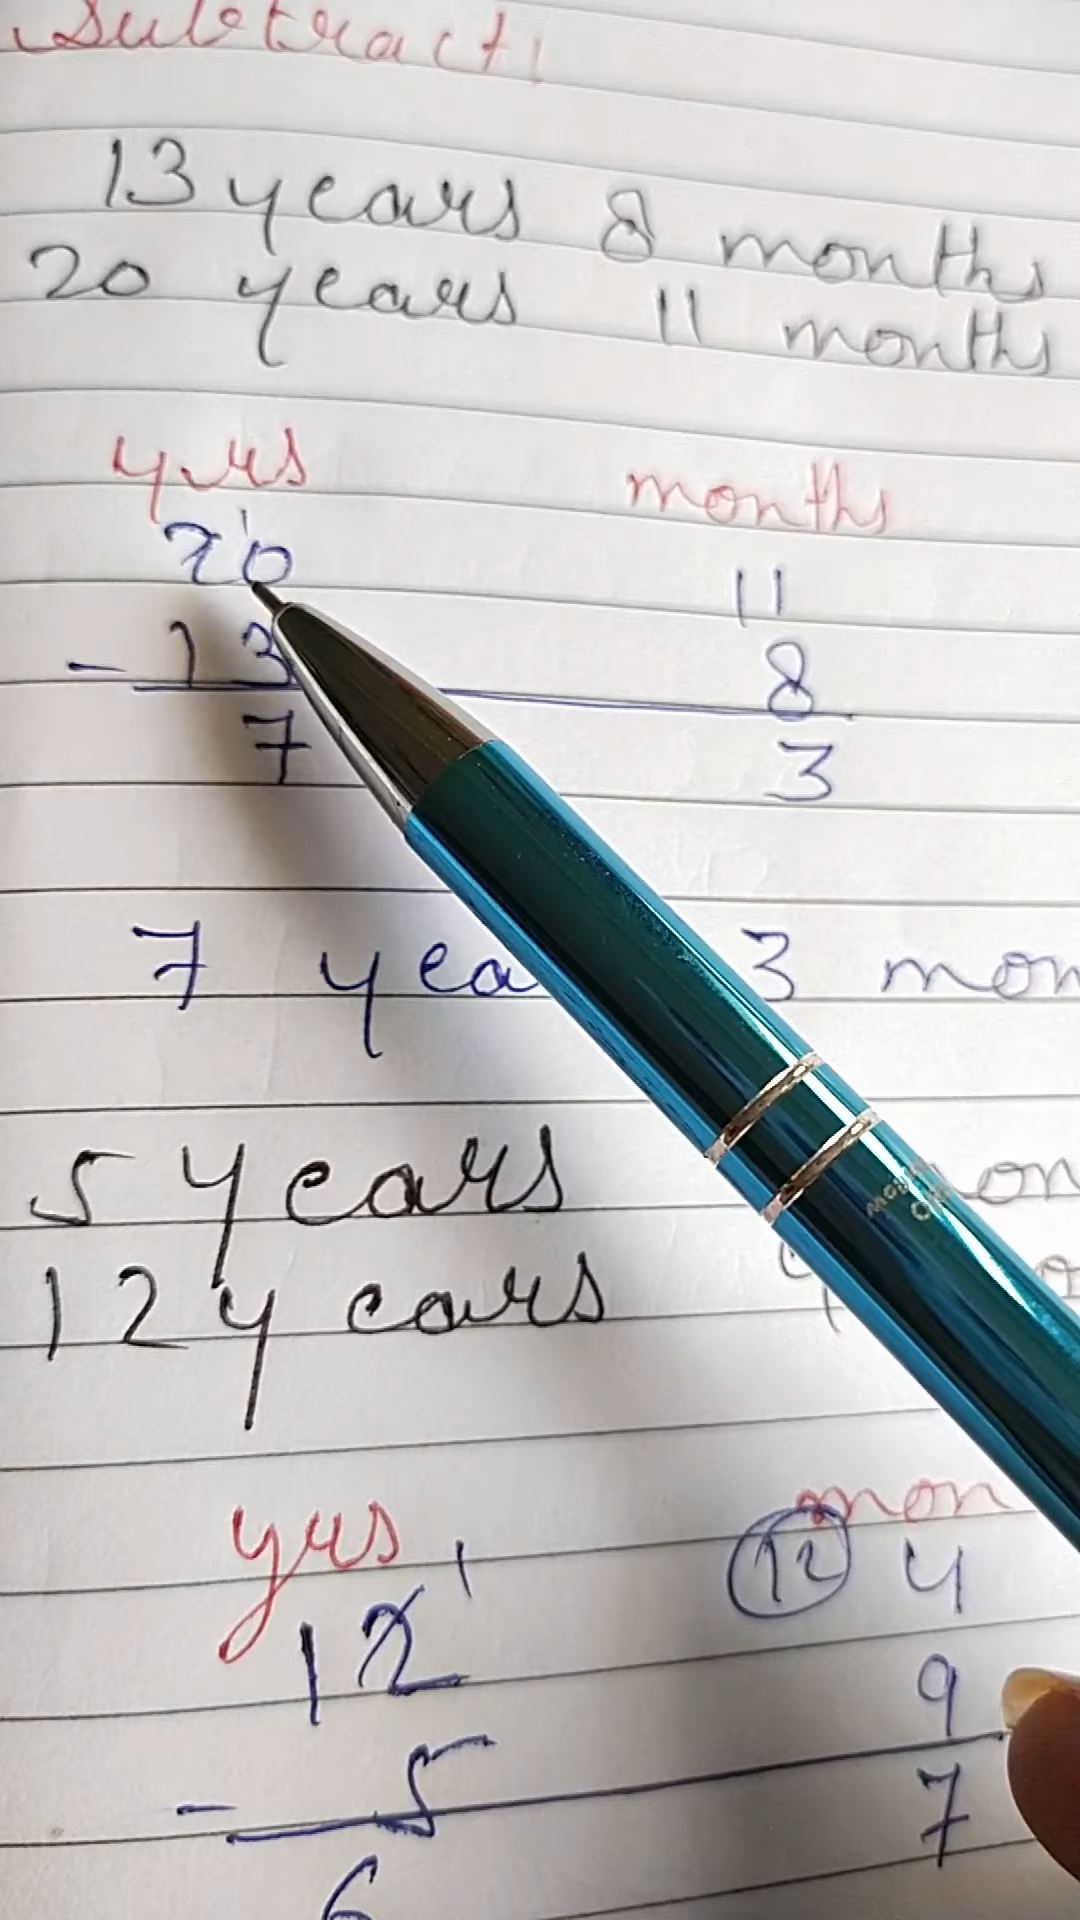 Subtract
13 years 8 months
20 years 11 months
yrs months
20 11
- 13 8
7 3
7 yea 3 mon
5 years
12 years
yrs mon
12 1 (12) 4
- 5 9
6 7